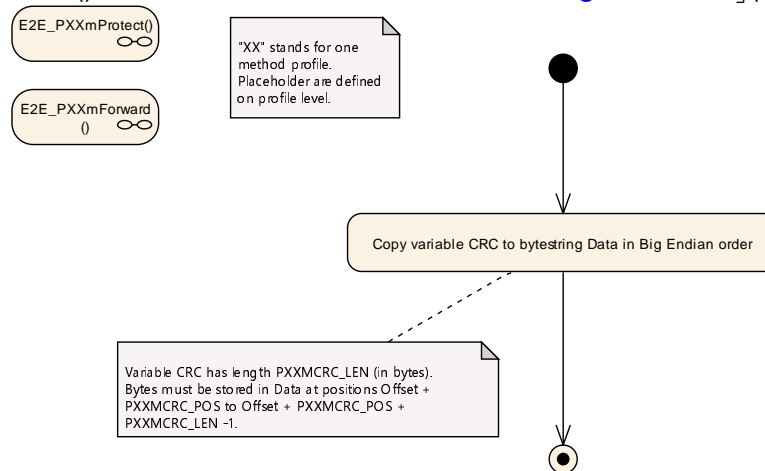 E2E_PXXmProtect()
E2E_PXXmForward
()
"XX" stands for one
method profile.
Placeholder are defined
on profile level.
Copy variable CRC to bytestring Data in Big Endian order
Variable CRC has length PXXMCRC_LEN (in bytes).
Bytes must be stored in Data at positions Offset +
PXXMCRC_POS to Offset + PXXMCRC_POS +
PXXMCRC_LEN -1.